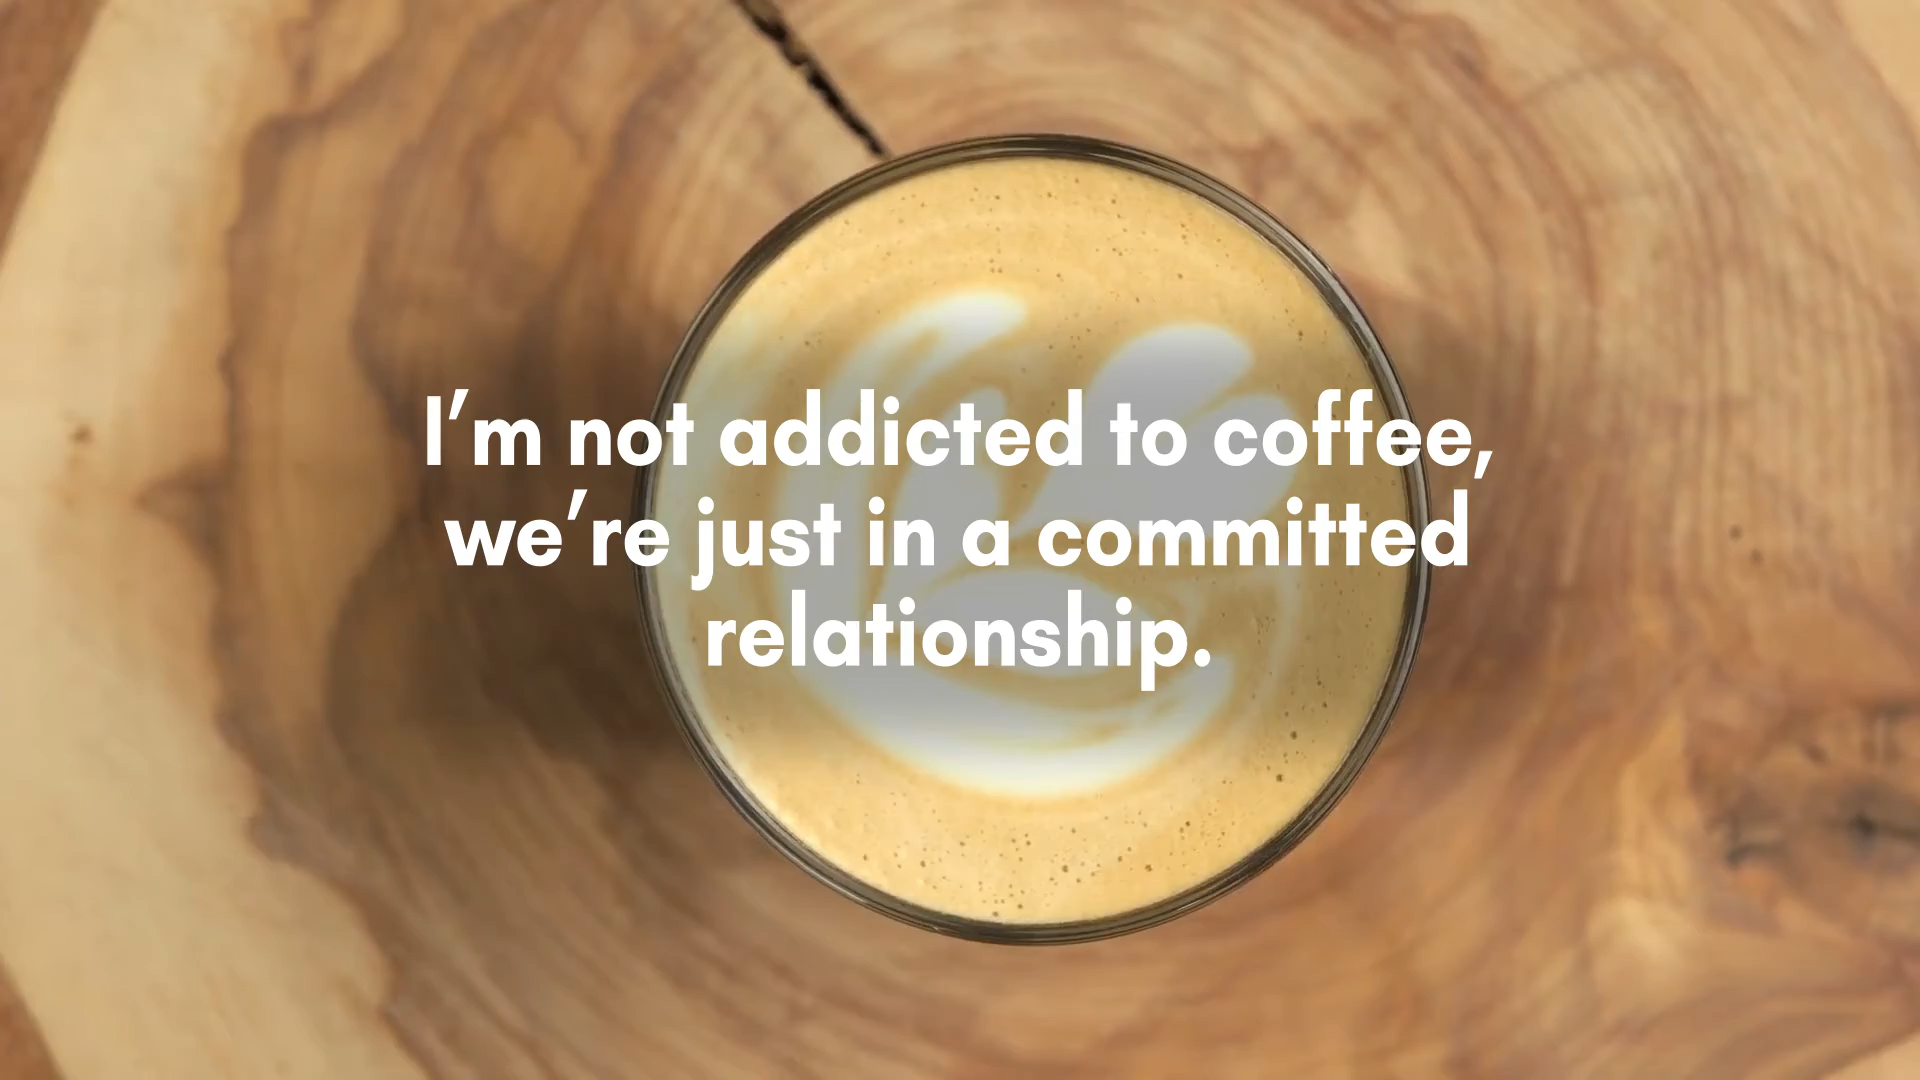 I’m not addicted to coffee,
we’re just in a committed
relationship.